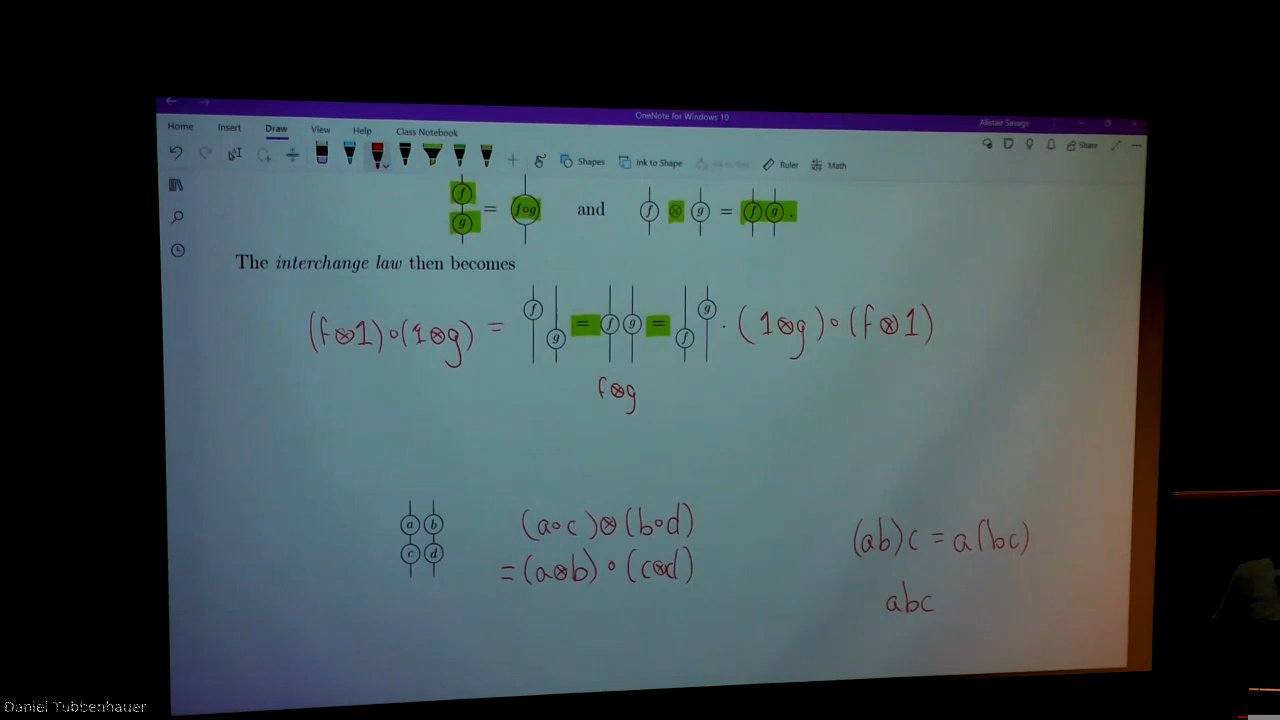 OneNote for Windows 10
Alistair Savage
Home Insert Draw View Help Class Notebook
Shapes Ink to Shape Ruler Math Share
f g = f∘g and f ⊗ g = f g .
The interchange law then becomes
(f⊗1)∘(1⊗g) = f g = f g = f g . (1⊗g)∘(f⊗1)
f⊗g
a b (a∘c)⊗(b∘d) (ab)c = a(bc)
c d =(a⊗b)∘(c⊗d)
abc
Daniel Tubbenhauer